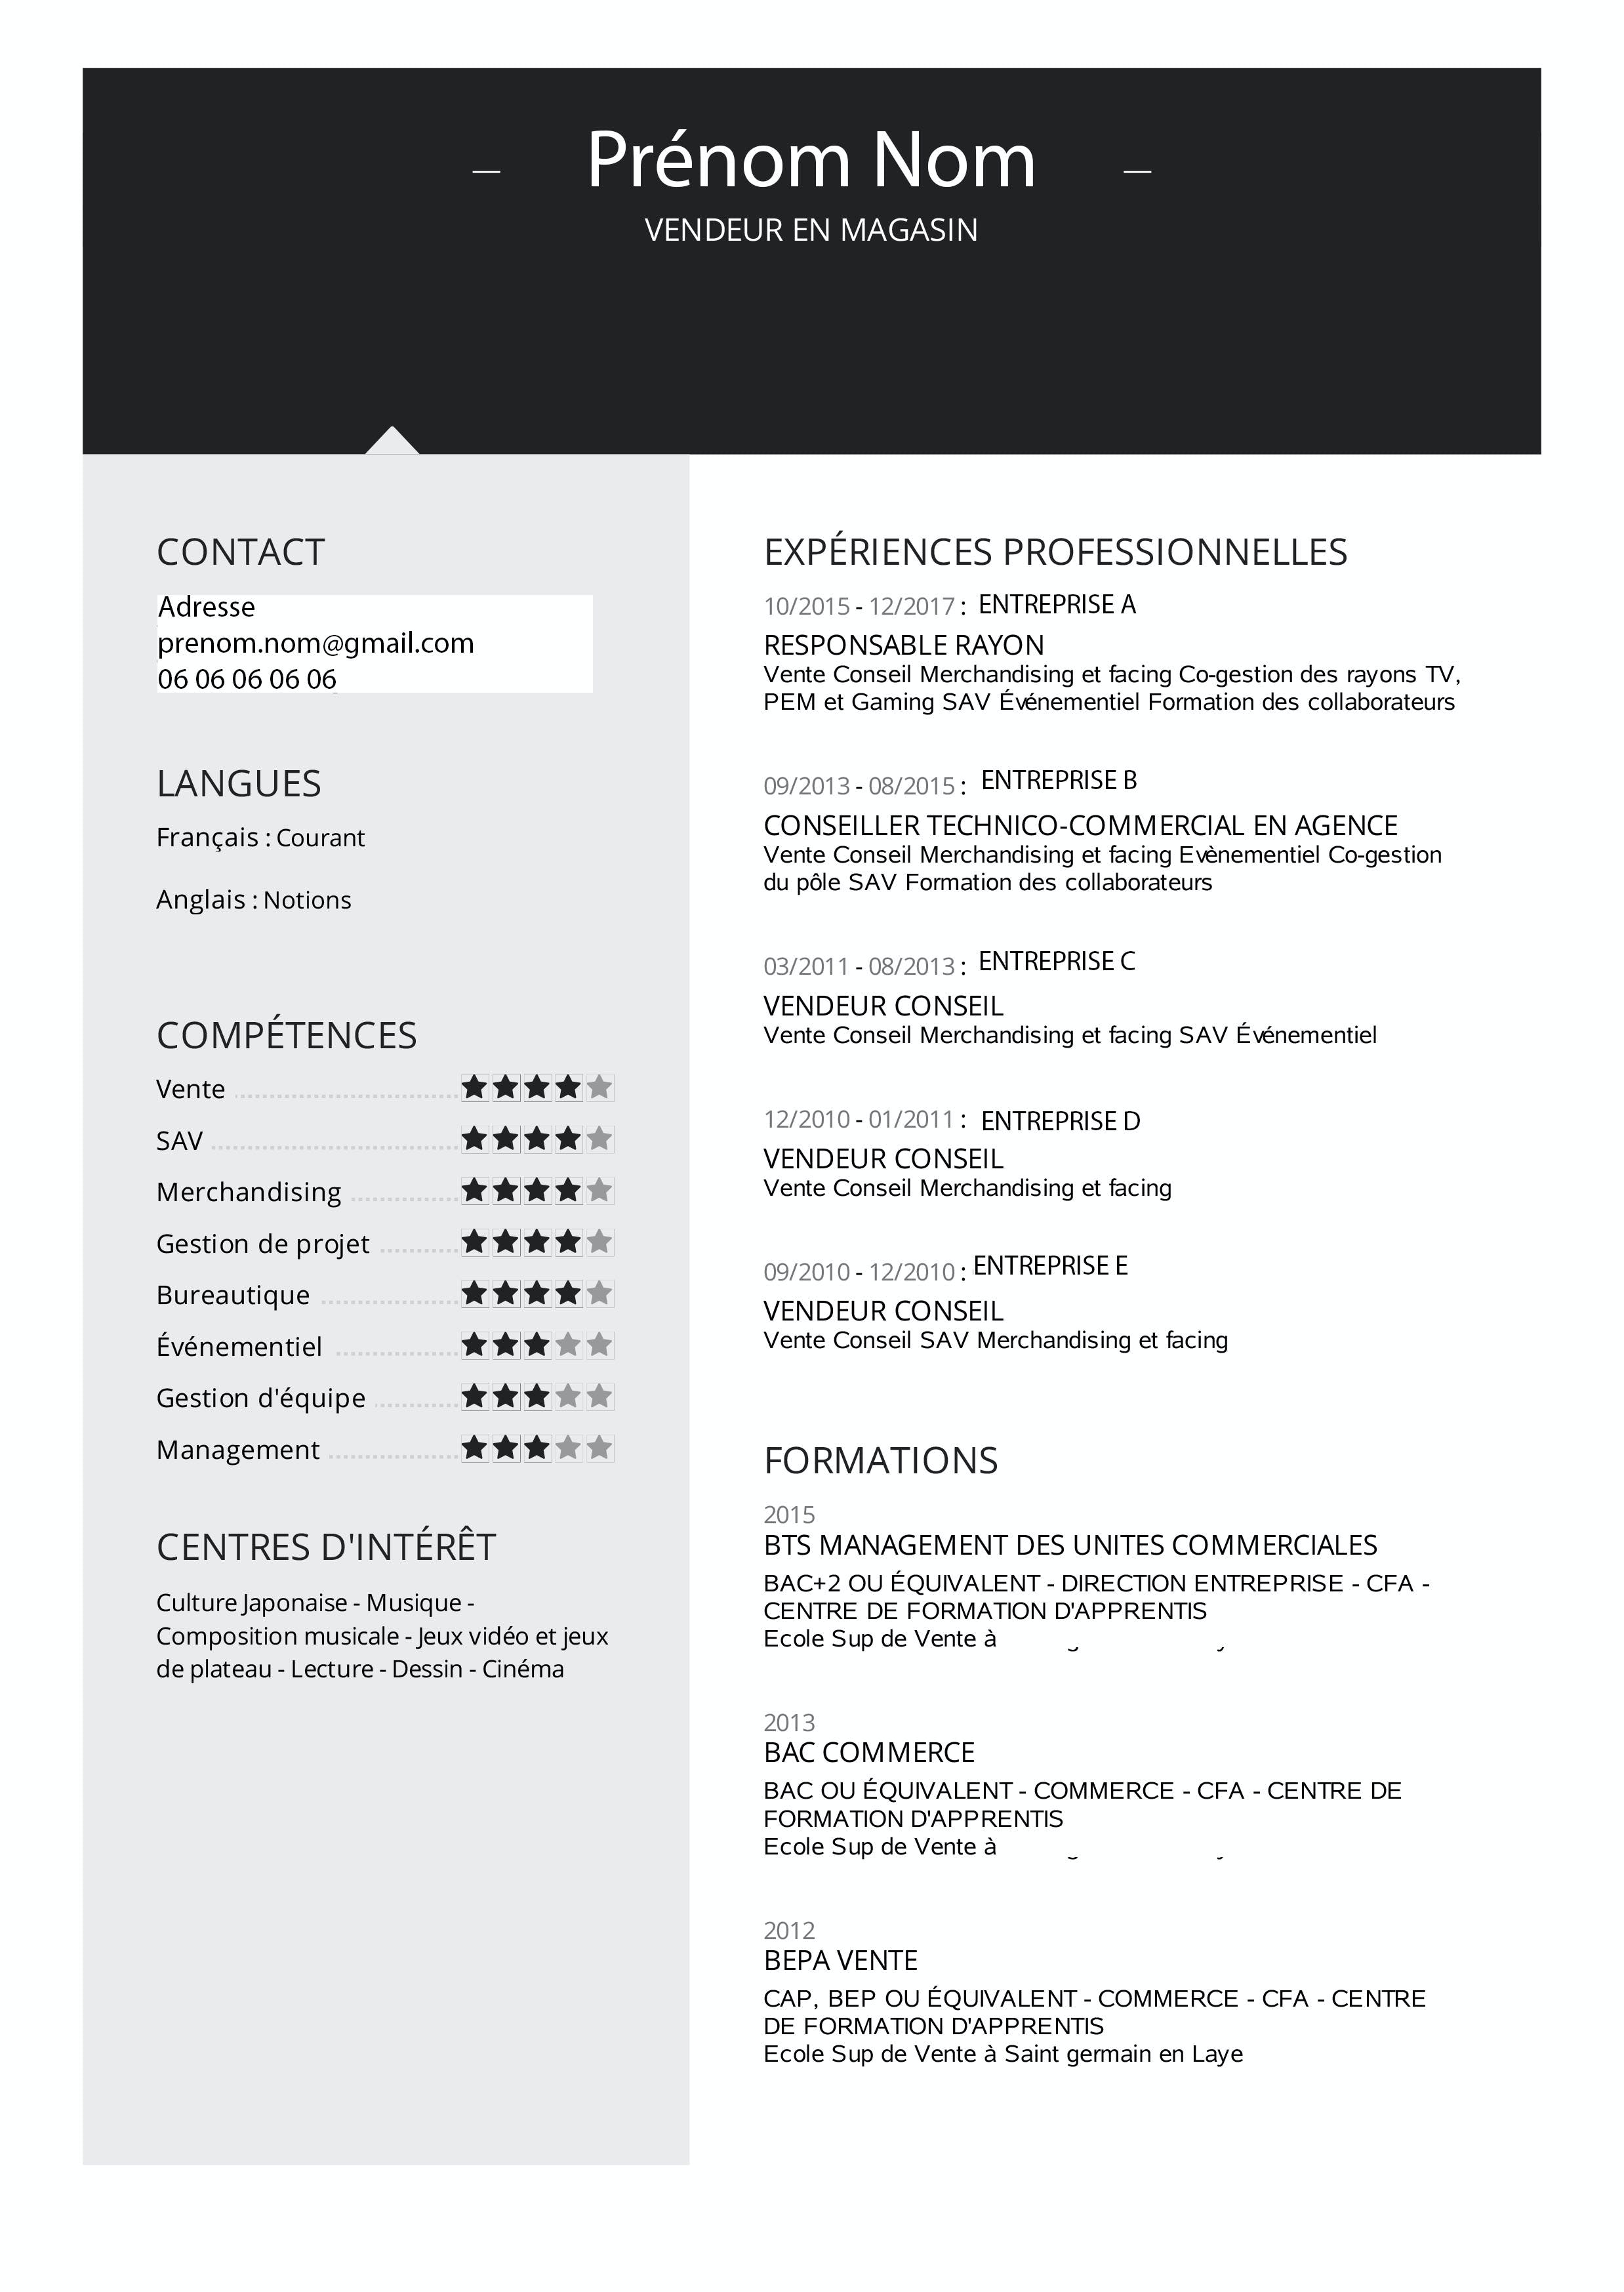 Prénom Nom
VENDEUR EN MAGASIN
CONTACT
Adresse
prenom.nom@gmail.com
06 06 06 06 06
LANGUES
Français : Courant
Anglais : Notions
COMPÉTENCES
Vente
SAV
Merchandising
Gestion de projet
Bureautique
Événementiel
Gestion d'équipe
Management
CENTRES D'INTÉRÊT
Culture Japonaise - Musique -
Composition musicale - Jeux vidéo et jeux
de plateau - Lecture - Dessin - Cinéma
EXPÉRIENCES PROFESSIONNELLES
10/2015 - 12/2017 : ENTREPRISE A
RESPONSABLE RAYON
Vente Conseil Merchandising et facing Co-gestion des rayons TV,
PEM et Gaming SAV Événementiel Formation des collaborateurs
09/2013 - 08/2015 : ENTREPRISE B
CONSEILLER TECHNICO-COMMERCIAL EN AGENCE
Vente Conseil Merchandising et facing Evènementiel Co-gestion
du pôle SAV Formation des collaborateurs
03/2011 - 08/2013 : ENTREPRISE C
VENDEUR CONSEIL
Vente Conseil Merchandising et facing SAV Événementiel
12/2010 - 01/2011 : ENTREPRISE D
VENDEUR CONSEIL
Vente Conseil Merchandising et facing
09/2010 - 12/2010 : ENTREPRISE E
VENDEUR CONSEIL
Vente Conseil SAV Merchandising et facing
FORMATIONS
2015
BTS MANAGEMENT DES UNITES COMMERCIALES
BAC+2 OU ÉQUIVALENT - DIRECTION ENTREPRISE - CFA -
CENTRE DE FORMATION D'APPRENTIS
Ecole Sup de Vente à
2013
BAC COMMERCE
BAC OU ÉQUIVALENT - COMMERCE - CFA - CENTRE DE
FORMATION D'APPRENTIS
Ecole Sup de Vente à
2012
BEPA VENTE
CAP, BEP OU ÉQUIVALENT - COMMERCE - CFA - CENTRE
DE FORMATION D'APPRENTIS
Ecole Sup de Vente à Saint germain en Laye